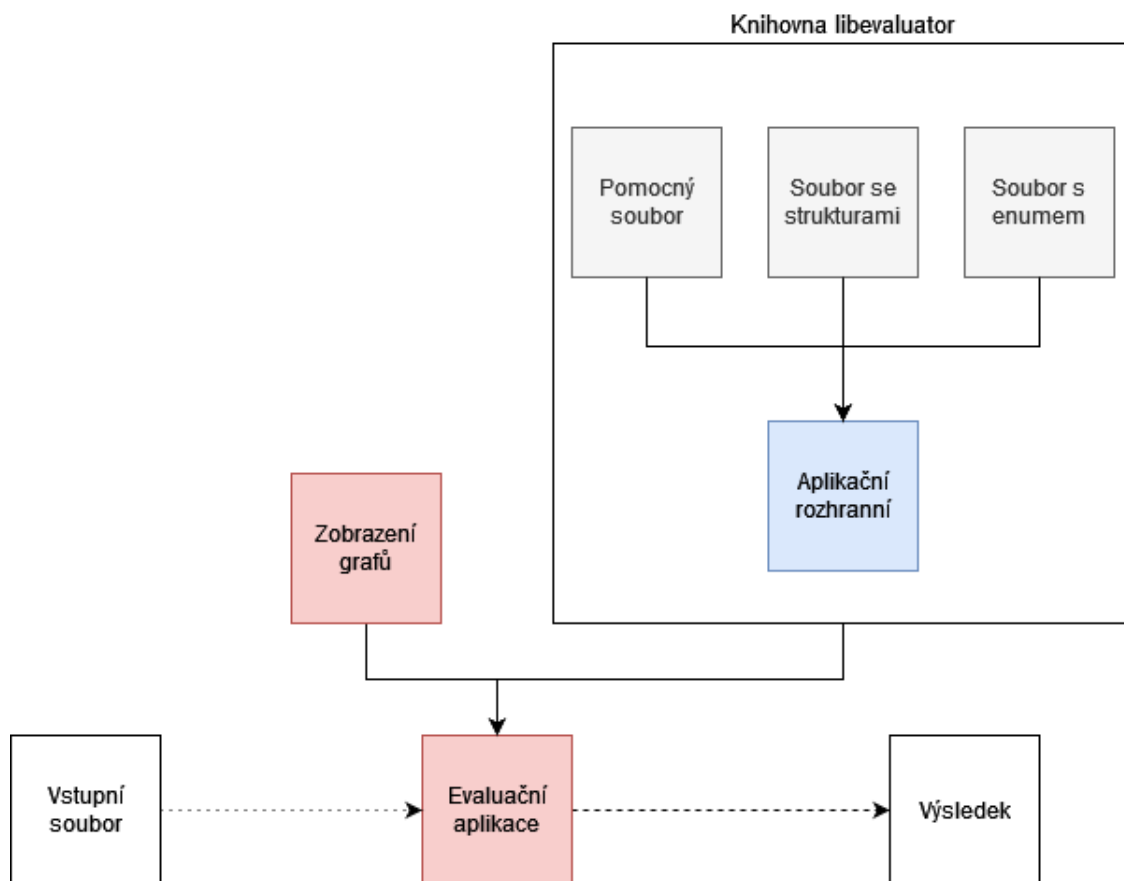 Knihovna libevaluator
Pomocný
soubor
Soubor se
strukturami
Soubor s
enumem
Aplikační
rozhranní
Zobrazení
grafů
Vstupní
soubor
Evaluační
aplikace
Výsledek